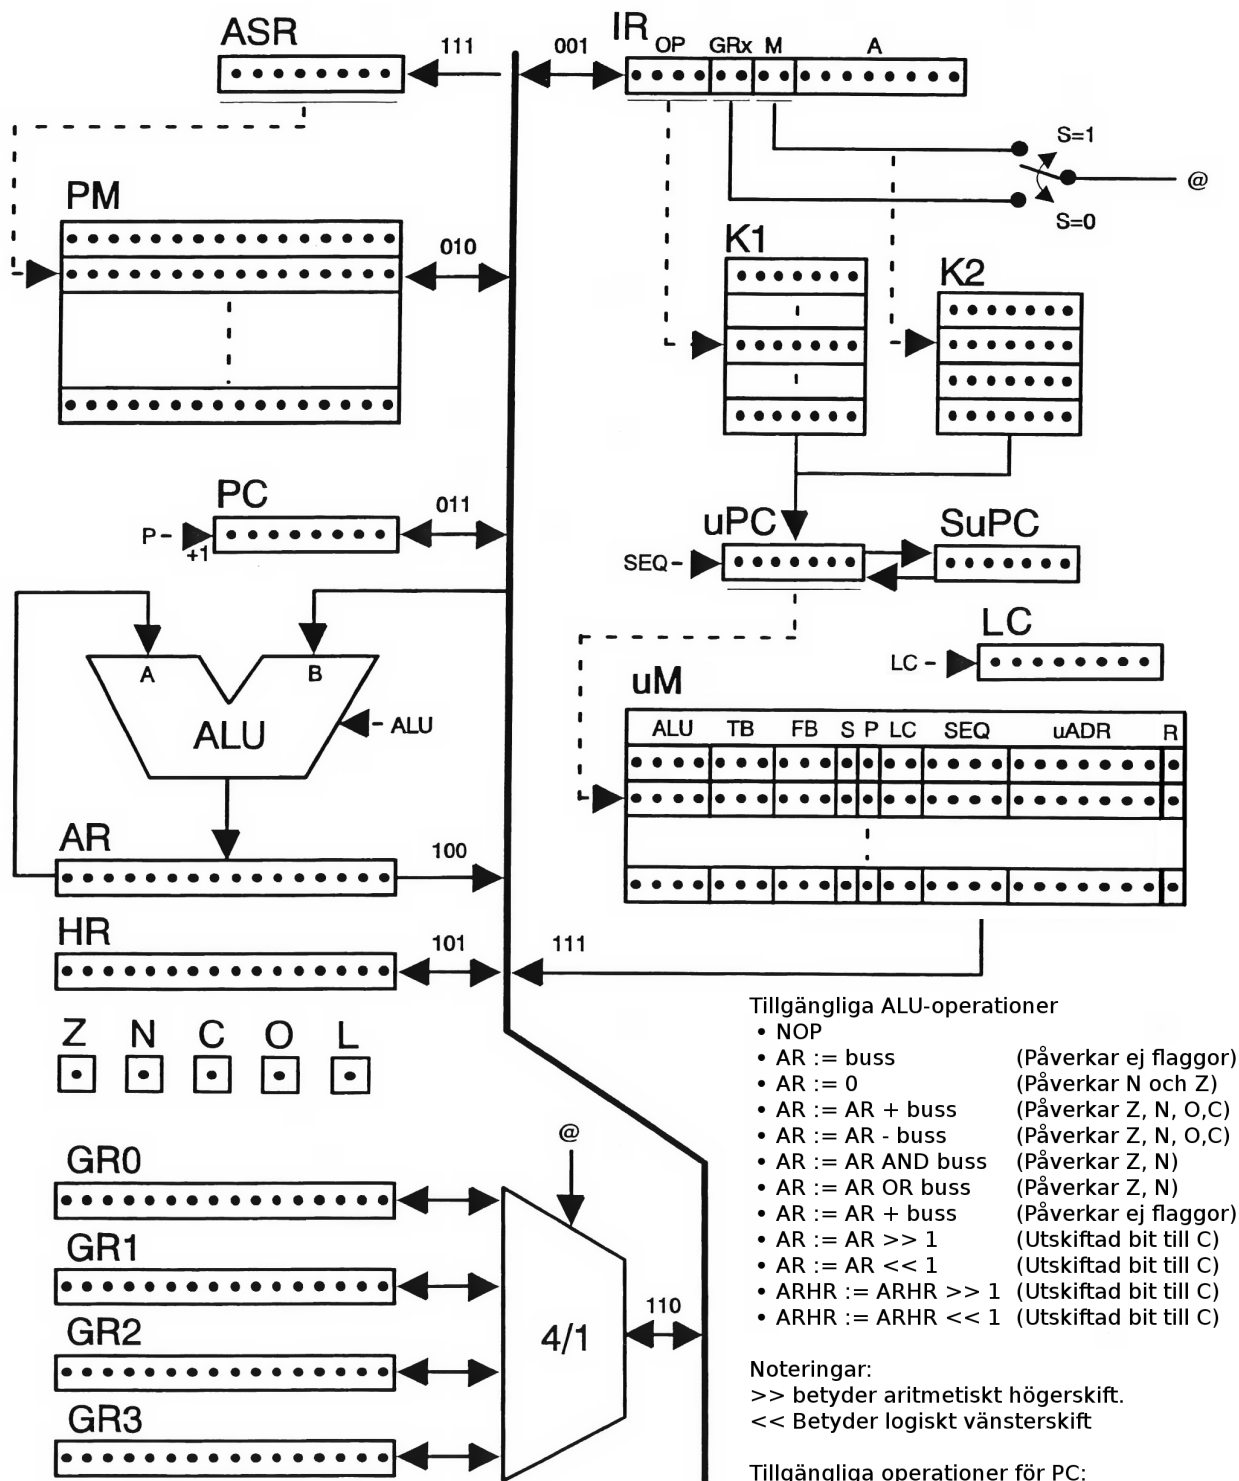 ASR
111
001
IR
OP GRx M A
S=1
@
S=0
PM
010
K1
K2
PC
011
P
+1
uPC
SuPC
SEQ
LC
LC
A B
ALU
ALU
uM
ALU TB FB S P LC SEQ uADR R
AR
100
HR
101
111
Z N C O L
@
GR0
GR1
GR2
GR3
4/1
110
Tillgängliga ALU-operationer
• NOP
• AR := buss (Påverkar ej flaggor)
• AR := 0 (Påverkar N och Z)
• AR := AR + buss (Påverkar Z, N, O,C)
• AR := AR - buss (Påverkar Z, N, O,C)
• AR := AR AND buss (Påverkar Z, N)
• AR := AR OR buss (Påverkar Z, N)
• AR := AR + buss (Påverkar ej flaggor)
• AR := AR >> 1 (Utskiftad bit till C)
• AR := AR << 1 (Utskiftad bit till C)
• ARHR := ARHR >> 1 (Utskiftad bit till C)
• ARHR := ARHR << 1 (Utskiftad bit till C)
Noteringar:
>> betyder aritmetiskt högerskift.
<< Betyder logiskt vänsterskift
Tillgängliga operationer för PC: